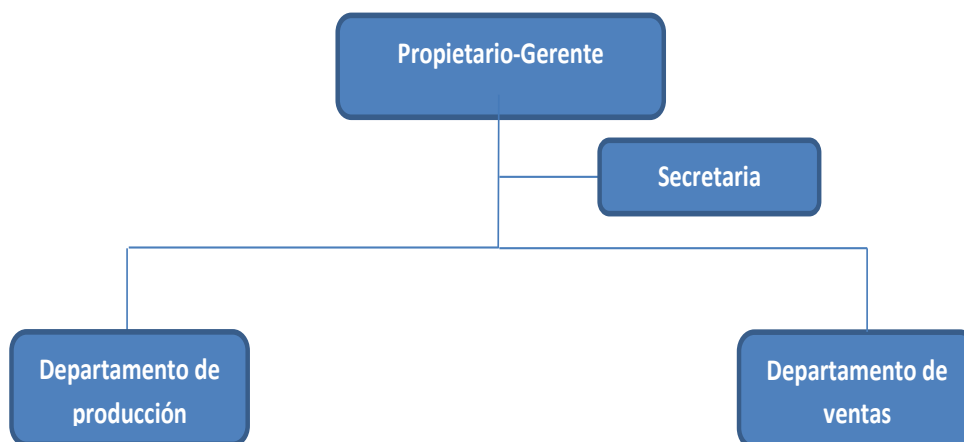 Propietario-Gerente
Secretaria
Departamento de
producción
Departamento de
ventas